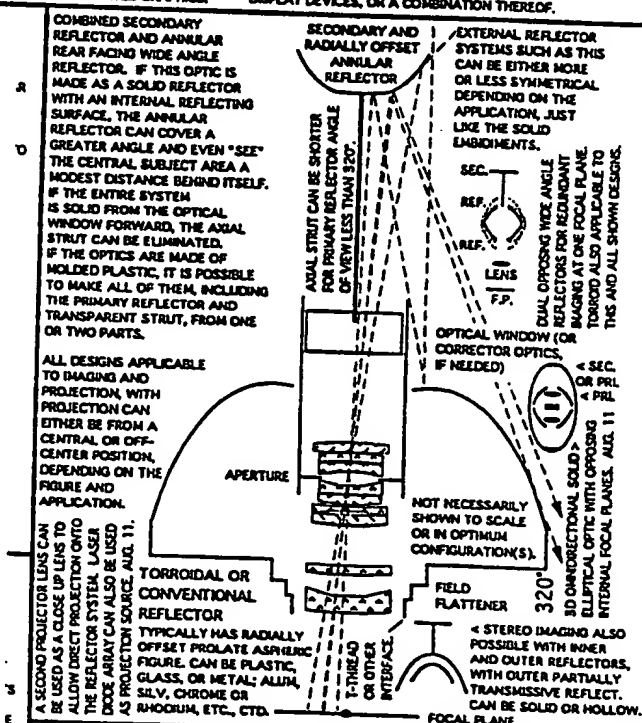 DISPLAY DEVICES, OR A COMBINATION THEREOF.
COMBINED SECONDARY
REFLECTOR AND ANNULAR
REAR FACING WIDE ANGLE
REFLECTOR. IF THIS OPTIC IS
MADE AS A SOLID REFLECTOR
WITH AN INTERNAL REFLECTING
SURFACE, THE ANNULAR
REFLECTOR CAN COVER A
GREATER ANGLE AND EVEN "SEE"
THE CENTRAL SUBJECT AREA A
MODEST DISTANCE BEHIND ITSELF.
IF THE ENTIRE SYSTEM
IS SOLID FROM THE OPTICAL
WINDOW FORWARD, THE AXIAL
STRUT CAN BE ELIMINATED.
IF THE OPTICS ARE MADE OF
MOLDED PLASTIC, IT IS POSSIBLE
TO MAKE ALL OF THEM, INCLUDING
THE PRIMARY REFLECTOR AND
TRANSPARENT STRUT, FROM ONE
OR TWO PARTS.
ALL DESIGNS APPLICABLE
TO IMAGING AND
PROJECTION, WITH
PROJECTION CAN
EITHER BE FROM A
CENTRAL OR OFF-
CENTER POSITION,
DEPENDING ON THE
FIGURE AND
APPLICATION.
A SECOND PROJECTOR LENS CAN
BE USED AS A CLOSE UP LENS TO
ALLOW DIRECT PROJECTION ONTO
THE REFLECTOR SYSTEM. LASER
DIODE ARRAY CAN ALSO BE USED
AS PROJECTION SOURCE. AUG. 11.
SECONDARY AND
RADIALLY OFFSET
ANNULAR
REFLECTOR
AXIAL STRUT CAN BE SHORTER
FOR PRIMARY REFLECTOR ANGLE
OF VIEW LESS THAN 320°.
EXTERNAL REFLECTOR
SYSTEMS SUCH AS THIS
CAN BE EITHER MORE
OR LESS SYMMETRICAL
DEPENDING ON THE
APPLICATION, JUST
LIKE THE SOLID
EMBIDIMENTS.
SEC.
REF.
REF.
LENS
F.P.
DUAL OPPOSING WIDE ANGLE
REFLECTORS FOR REDUNDANT
IMAGING AT ONE FOCAL PLANE.
TORROID ALSO APPLICABLE TO
THIS AND ALL SHOWN DESIGNS.
OPTICAL WINDOW (OR
CORRECTOR OPTICS,
IF NEEDED)
< SEC.
OR PRI.
< PRI.
APERTURE
NOT NECESSARILY
SHOWN TO SCALE
OR IN OPTIMUM
CONFIGURATION(S).
320°
3D OMNIDIRECTIONAL SOLID >
ELLIPTICAL OPTIC WITH OPPOSING
INTERNAL FOCAL PLANES. AUG. 11
TORROIDAL OR
CONVENTIONAL
REFLECTOR
TYPICALLY HAS RADIALLY
OFFSET PROLATE ASPHERIC
FIGURE. CAN BE PLASTIC,
GLASS, OR METAL; ALUM,
SILV, CHROME OR
RHODIUM, ETC., CTD.
T-THREAD
OR OTHER
INTERFACE.
FIELD
FLATTENER
< STEREO IMAGING ALSO
POSSIBLE WITH INNER
AND OUTER REFLECTORS,
WITH OUTER PARTIALLY
TRANSMISSIVE REFLECT.
CAN BE SOLID OR HOLLOW.
FOCAL PLANE